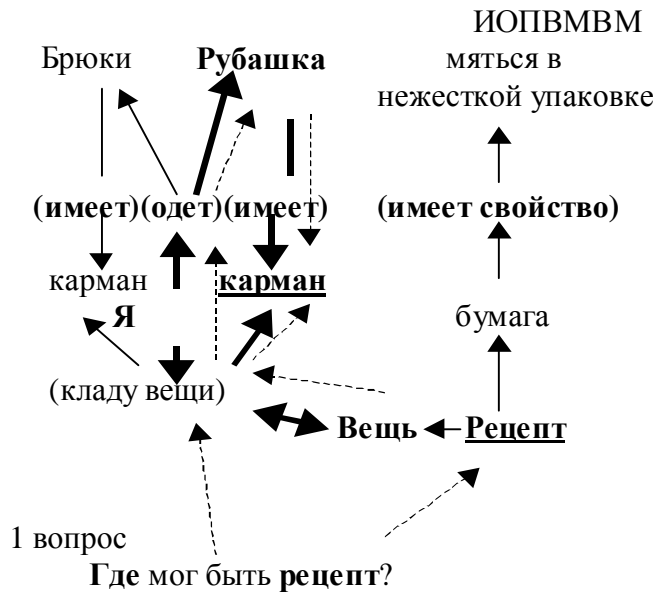 ИОПВМВМ
Брюки Рубашка мяться в
нежесткой упаковке
(имеет)(одет)(имеет) (имеет свойство)
карман карман
Я бумага
(кладу вещи)
Вещь Рецепт
1 вопрос
Где мог быть рецепт?